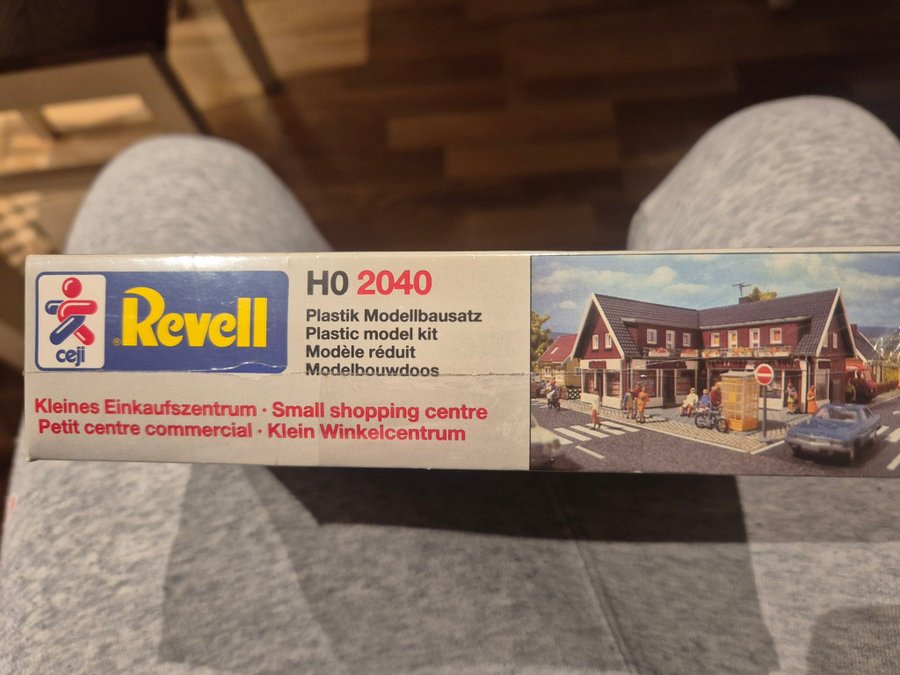 ceji
Revell
H0 2040
Plastik Modellbausatz
Plastic model kit
Modèle réduit
Modelbouwdoos
Kleines Einkaufszentrum · Small shopping centre
Petit centre commercial · Klein Winkelcentrum